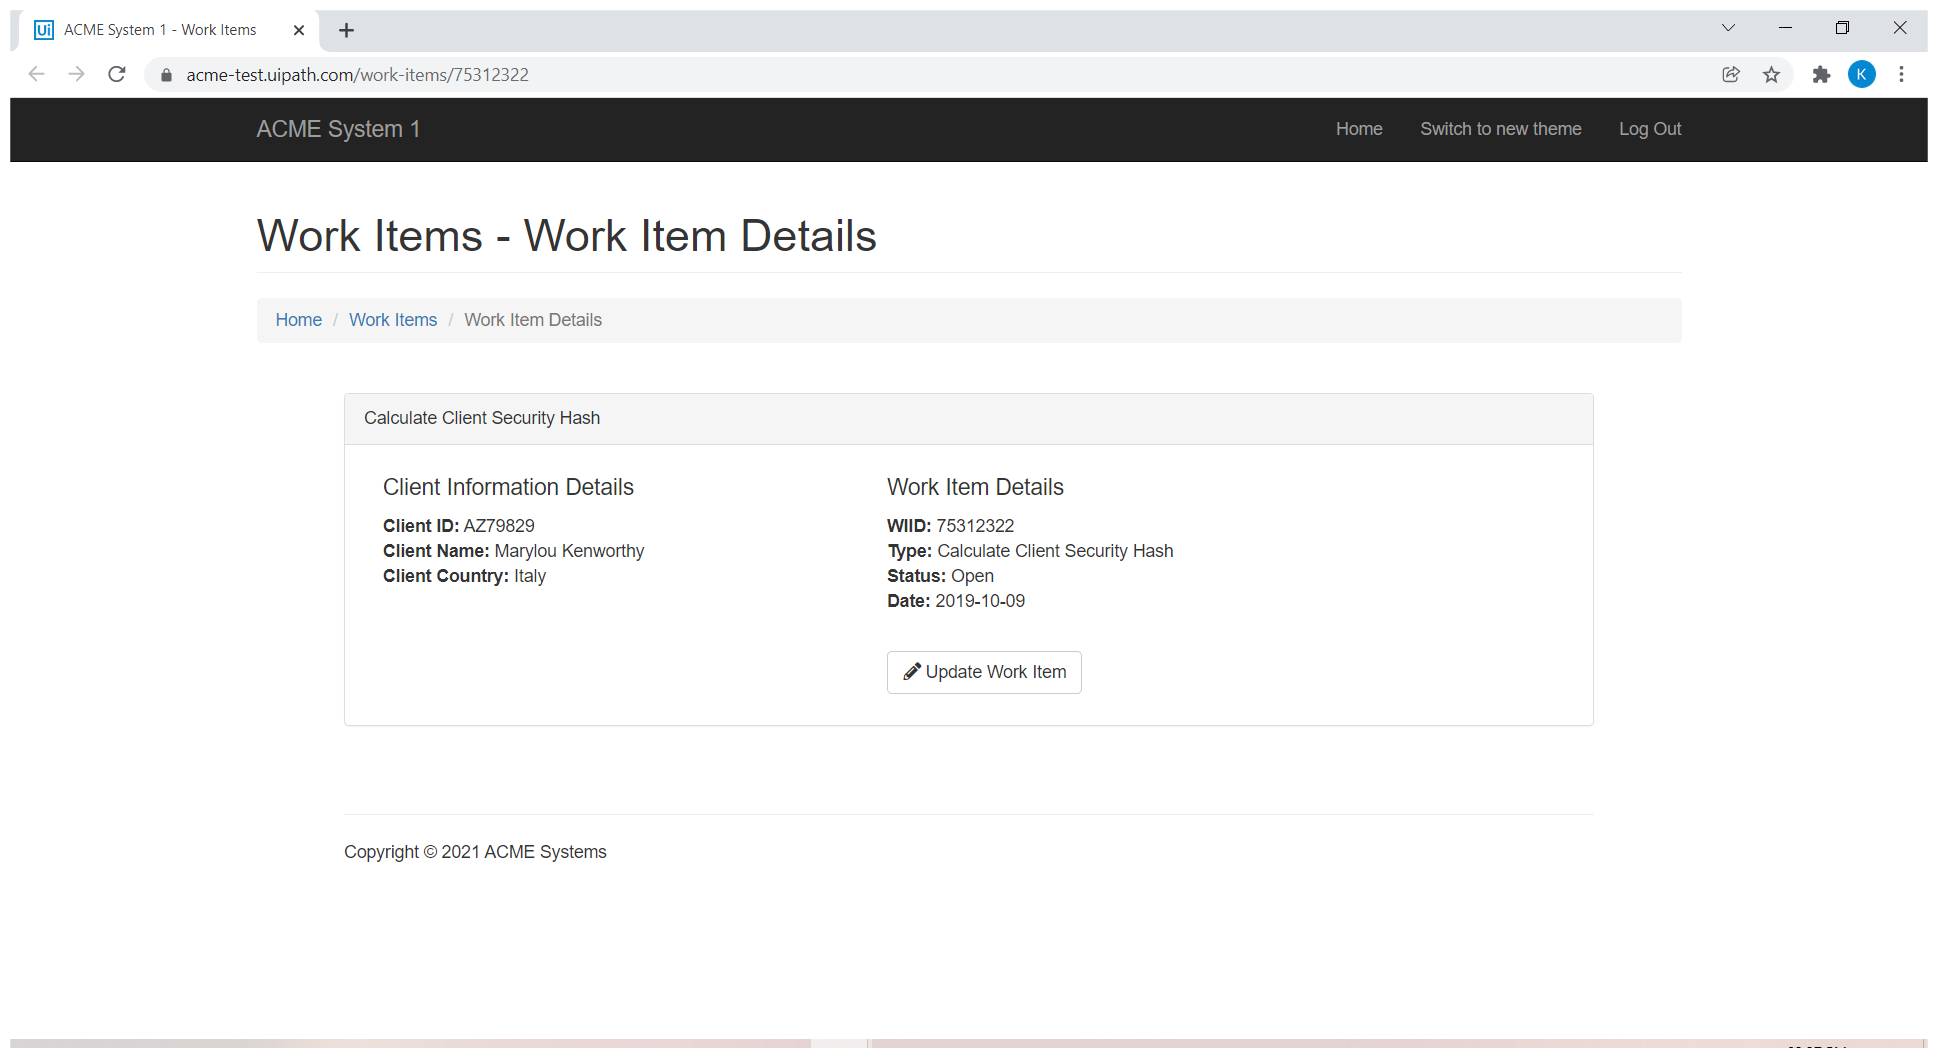 Ui ACME System 1 - Work Items
acme-test.uipath.com/work-items/75312322
K
ACME System 1
Home
Switch to new theme
Log Out
Work Items - Work Item Details
Home / Work Items / Work Item Details
Calculate Client Security Hash
Client Information Details
Client ID: AZ79829
Client Name: Marylou Kenworthy
Client Country: Italy
Work Item Details
WIID: 75312322
Type: Calculate Client Security Hash
Status: Open
Date: 2019-10-09
Update Work Item
Copyright © 2021 ACME Systems